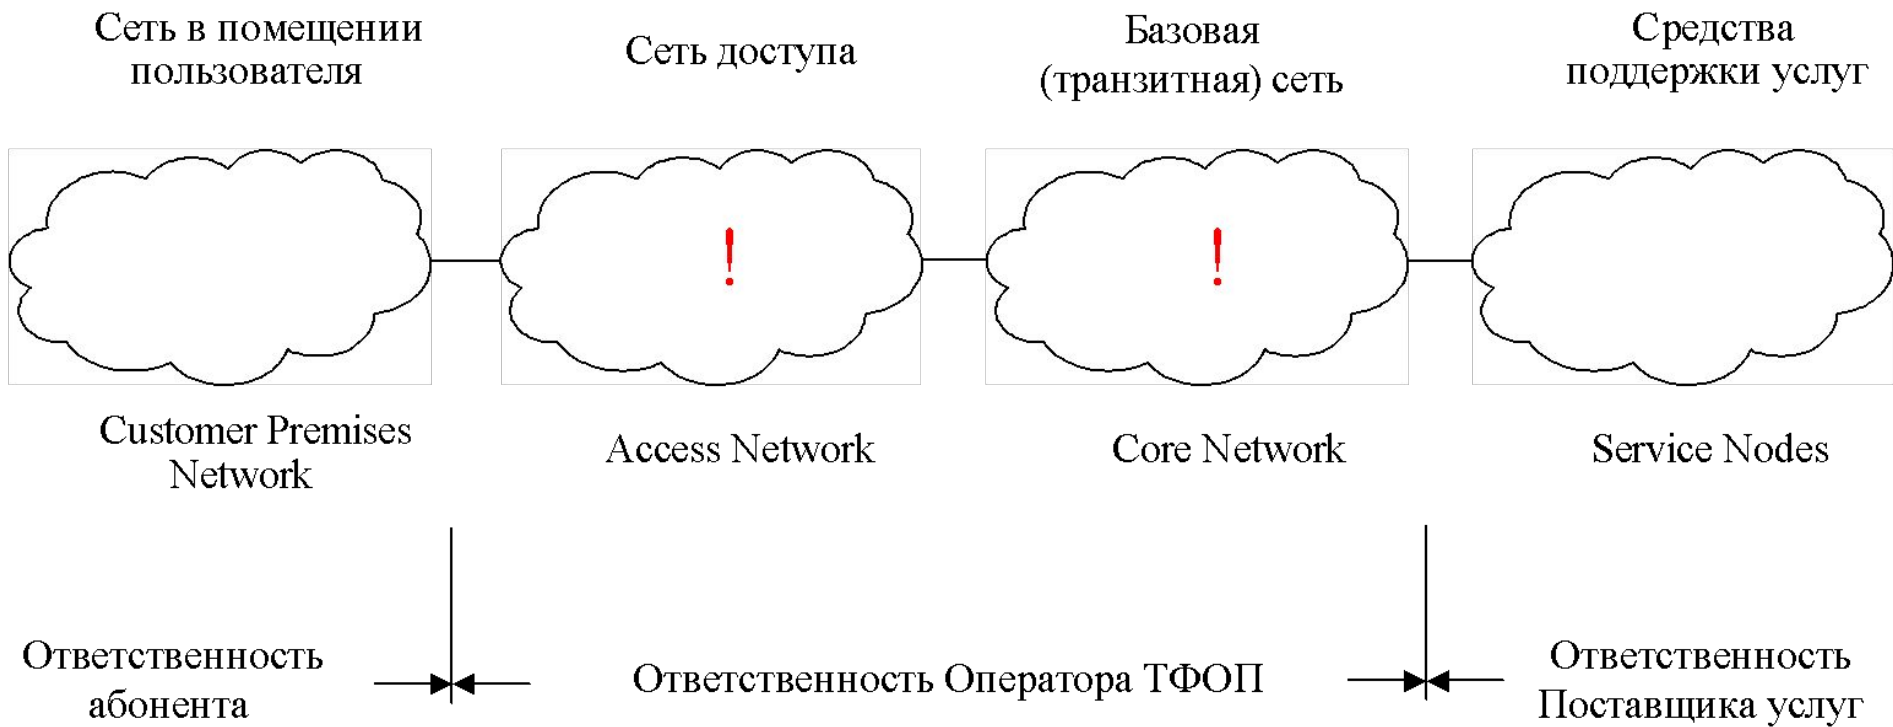 Сеть в помещении
пользователя
Сеть доступа
Базовая
(транзитная) сеть
Средства
поддержки услуг
!
!
Customer Premises
Network
Access Network
Core Network
Service Nodes
Ответственность
абонента
Ответственность Оператора ТФОП
Ответственность
Поставщика услуг